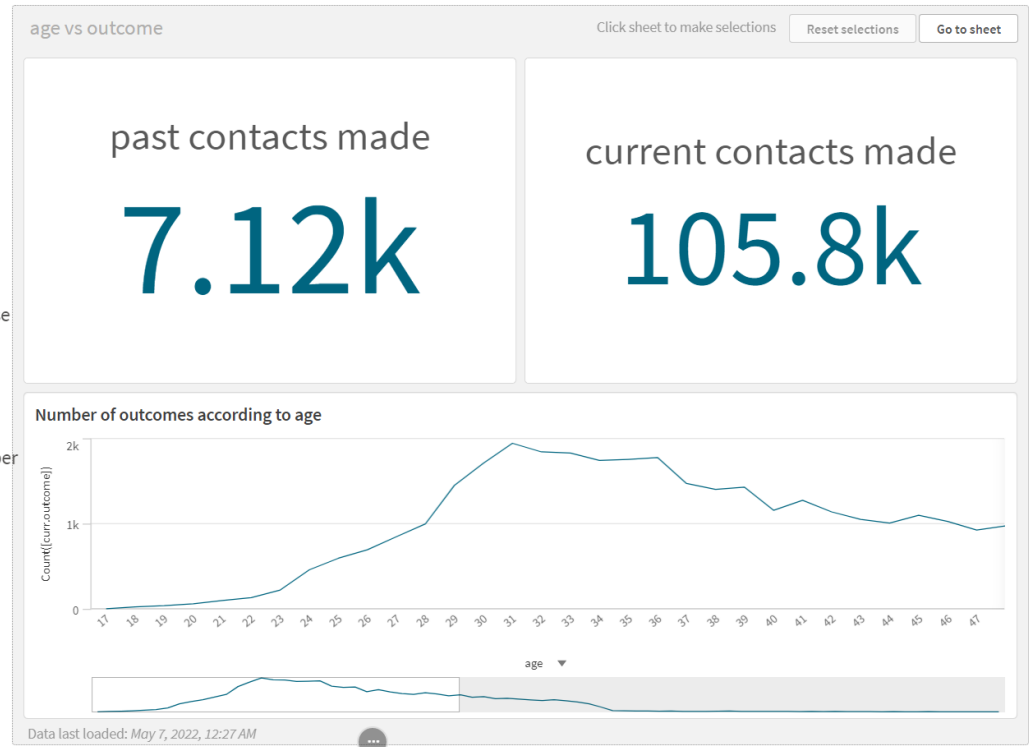 age vs outcome
Click sheet to make selections
Reset selections
Go to sheet
past contacts made
7.12k
current contacts made
105.8k
Number of outcomes according to age
Count([curr.outcome])
2k
1k
0
17 18 19 20 21 22 23 24 25 26 27 28 29 30 31 32 33 34 35 36 37 38 39 40 41 42 43 44 45 46 47
age
Data last loaded: May 7, 2022, 12:27 AM